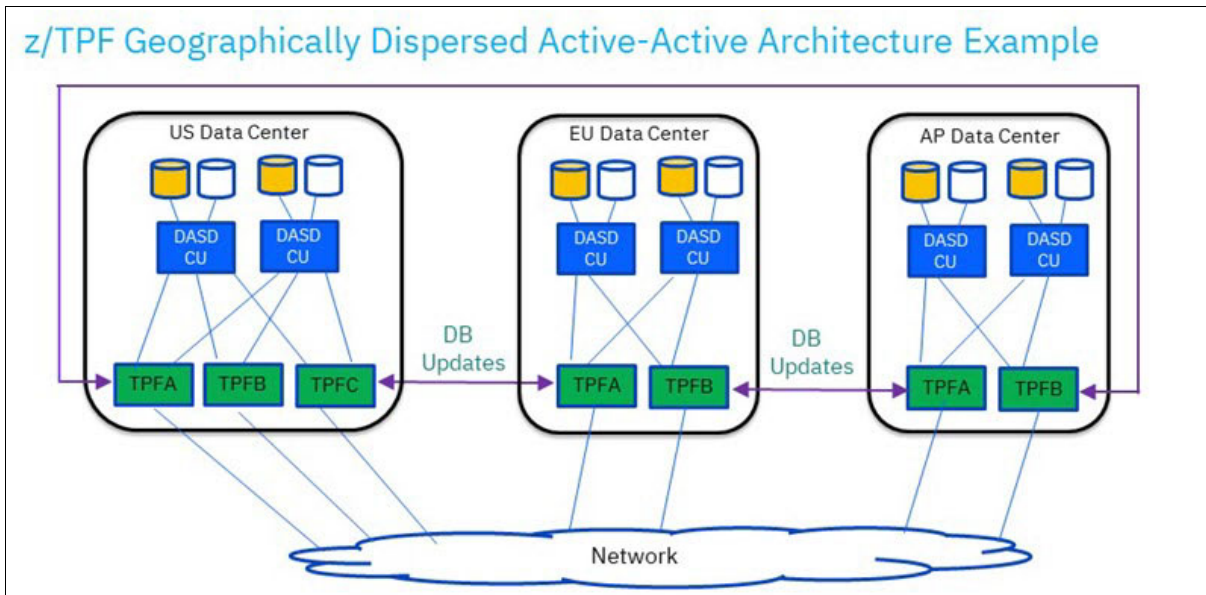 z/TPF Geographically Dispersed Active-Active Architecture Example
US Data Center
EU Data Center
AP Data Center
DASD
CU
DASD
CU
DASD
CU
DASD
CU
DASD
CU
DASD
CU
DB
Updates
DB
Updates
TPFA
TPFB
TPFC
TPFA
TPFB
TPFA
TPFB
Network